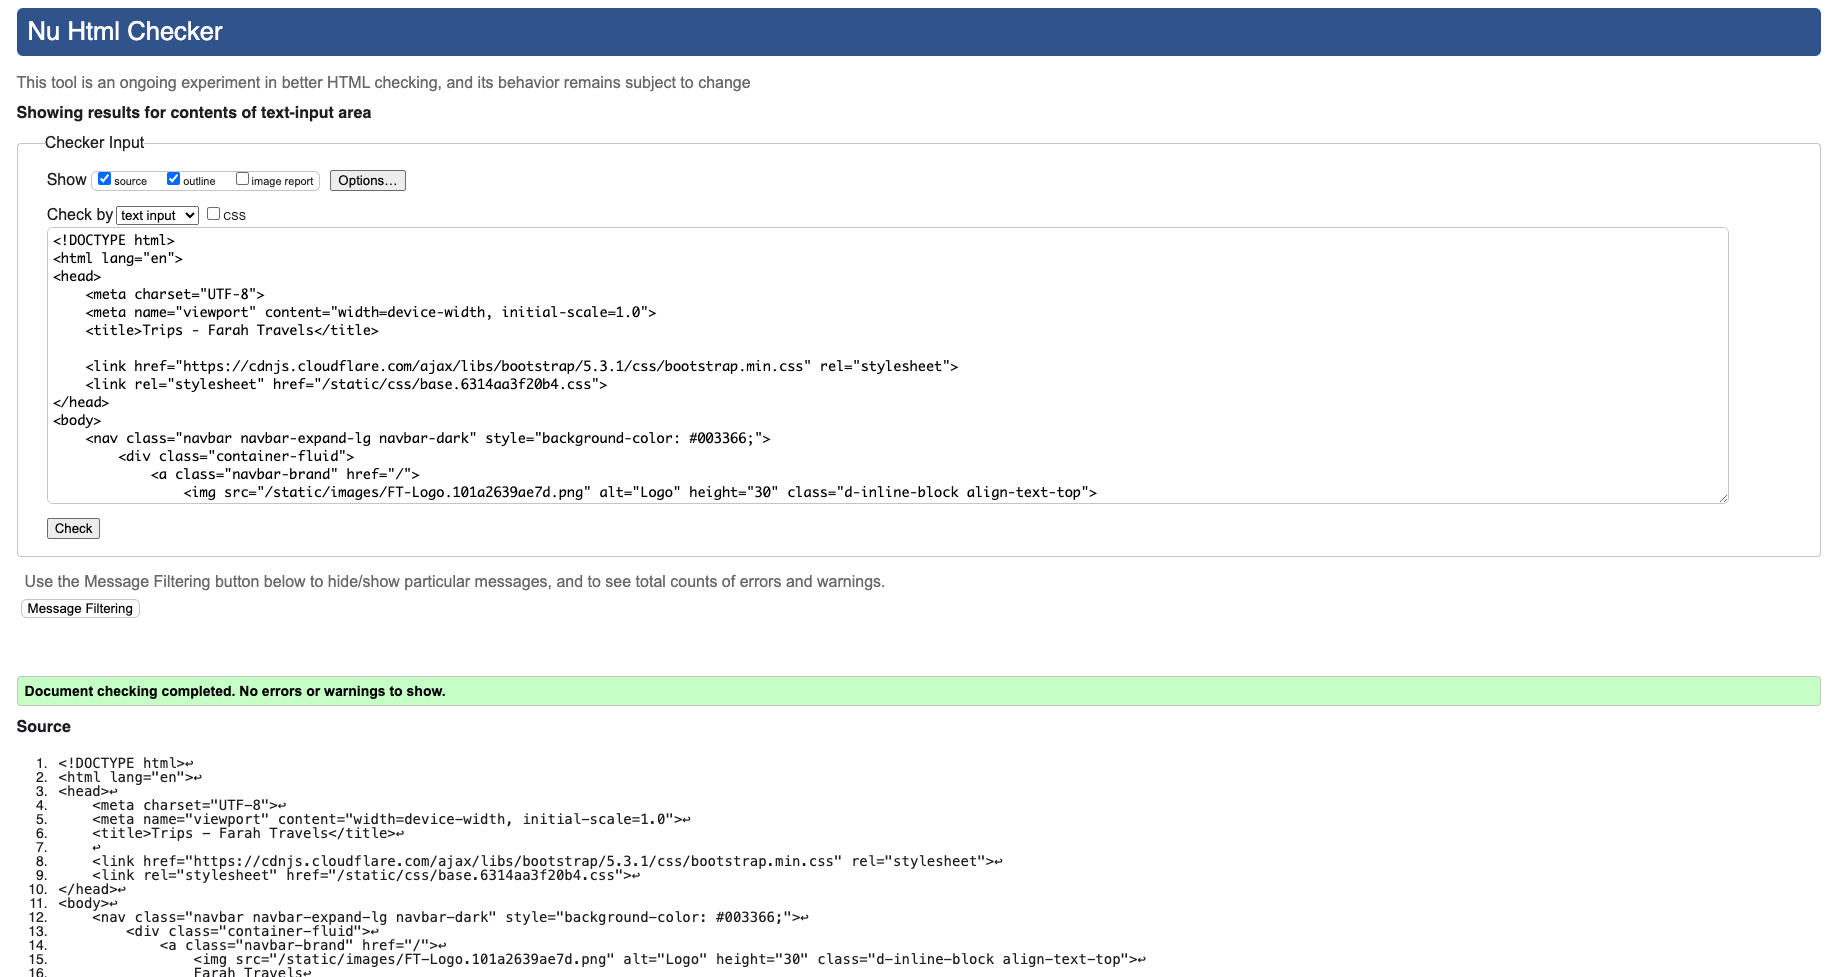 Nu Html Checker
This tool is an ongoing experiment in better HTML checking, and its behavior remains subject to change
Showing results for contents of text-input area
Checker Input
Show source outline image report Options...
Check by text input css
<!DOCTYPE html>
<html lang="en">
<head>
    <meta charset="UTF-8">
    <meta name="viewport" content="width=device-width, initial-scale=1.0">
    <title>Trips - Farah Travels</title>
    <link href="https://cdnjs.cloudflare.com/ajax/libs/bootstrap/5.3.1/css/bootstrap.min.css" rel="stylesheet">
    <link rel="stylesheet" href="/static/css/base.6314aa3f20b4.css">
</head>
<body>
    <nav class="navbar navbar-expand-lg navbar-dark" style="background-color: #003366;">
        <div class="container-fluid">
            <a class="navbar-brand" href="/">
                <img src="/static/images/FT-Logo.101a2639ae7d.png" alt="Logo" height="30" class="d-inline-block align-text-top">
Check
Use the Message Filtering button below to hide/show particular messages, and to see total counts of errors and warnings.
Message Filtering
Document checking completed. No errors or warnings to show.
Source
1. <!DOCTYPE html>↩
2. <html lang="en">↩
3. <head>↩
4.     <meta charset="UTF-8">↩
5.     <meta name="viewport" content="width=device-width, initial-scale=1.0">↩
6.     <title>Trips – Farah Travels</title>↩
7.     ↩
8.     <link href="https://cdnjs.cloudflare.com/ajax/libs/bootstrap/5.3.1/css/bootstrap.min.css" rel="stylesheet">↩
9.     <link rel="stylesheet" href="/static/css/base.6314aa3f20b4.css">↩
10. </head>↩
11. <body>↩
12.     <nav class="navbar navbar-expand-lg navbar-dark" style="background-color: #003366;">↩
13.         <div class="container-fluid">↩
14.             <a class="navbar-brand" href="/">↩
15.                 <img src="/static/images/FT-Logo.101a2639ae7d.png" alt="Logo" height="30" class="d-inline-block align-text-top">↩
16.                 Farah Travels↩